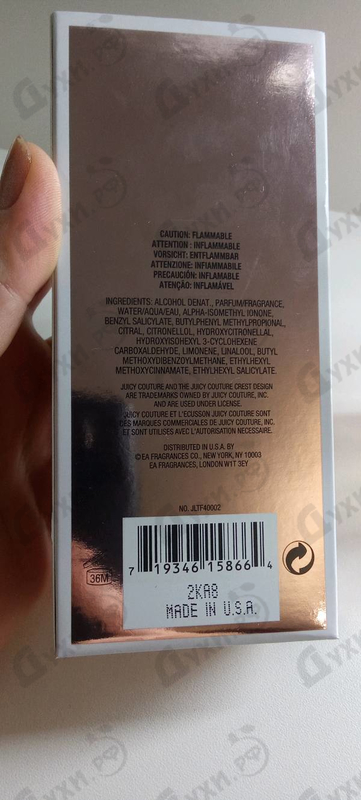 CAUTION: FLAMMABLE
ATTENTION : INFLAMMABLE
VORSICHT: ENTFLAMMBAR
ATTENZIONE: INFIAMMABILE
PRECAUCIÓN: INFLAMABLE
ATENÇÃO: INFLAMÁVEL
INGREDIENTS: ALCOHOL DENAT., PARFUM/FRAGRANCE,
WATER/AQUA/EAU, ALPHA-ISOMETHYL IONONE,
BENZYL SALICYLATE, BUTYLPHENYL METHYLPROPIONAL,
CITRAL, CITRONELLOL, HYDROXYCITRONELLAL,
HYDROXYISOHEXYL 3-CYCLOHEXENE
CARBOXALDEHYDE, LIMONENE, LINALOOL, BUTYL
METHOXYDIBENZOYLMETHANE, ETHYLHEXYL
METHOXYCINNAMATE, ETHYLHEXYL SALICYLATE.
JUICY COUTURE AND THE JUICY COUTURE CREST DESIGN
ARE TRADEMARKS OWNED BY JUICY COUTURE, INC.
AND ARE USED UNDER LICENSE.
JUICY COUTURE ET L'ECUSSON JUICY COUTURE SONT
DES MARQUES COMMERCIALES DE JUICY COUTURE, INC.
ET SONT UTILISÉS AVEC L'AUTORISATION NECESSAIRE.
DISTRIBUTED IN U.S.A. BY
© EA FRAGRANCES CO., NEW YORK, NY 10003
EA FRAGRANCES, LONDON W1T 3EY
NO. JLTF40002
7 19346 15866 4
36M
2KA8
MADE IN U.S.A.
Духи.рф